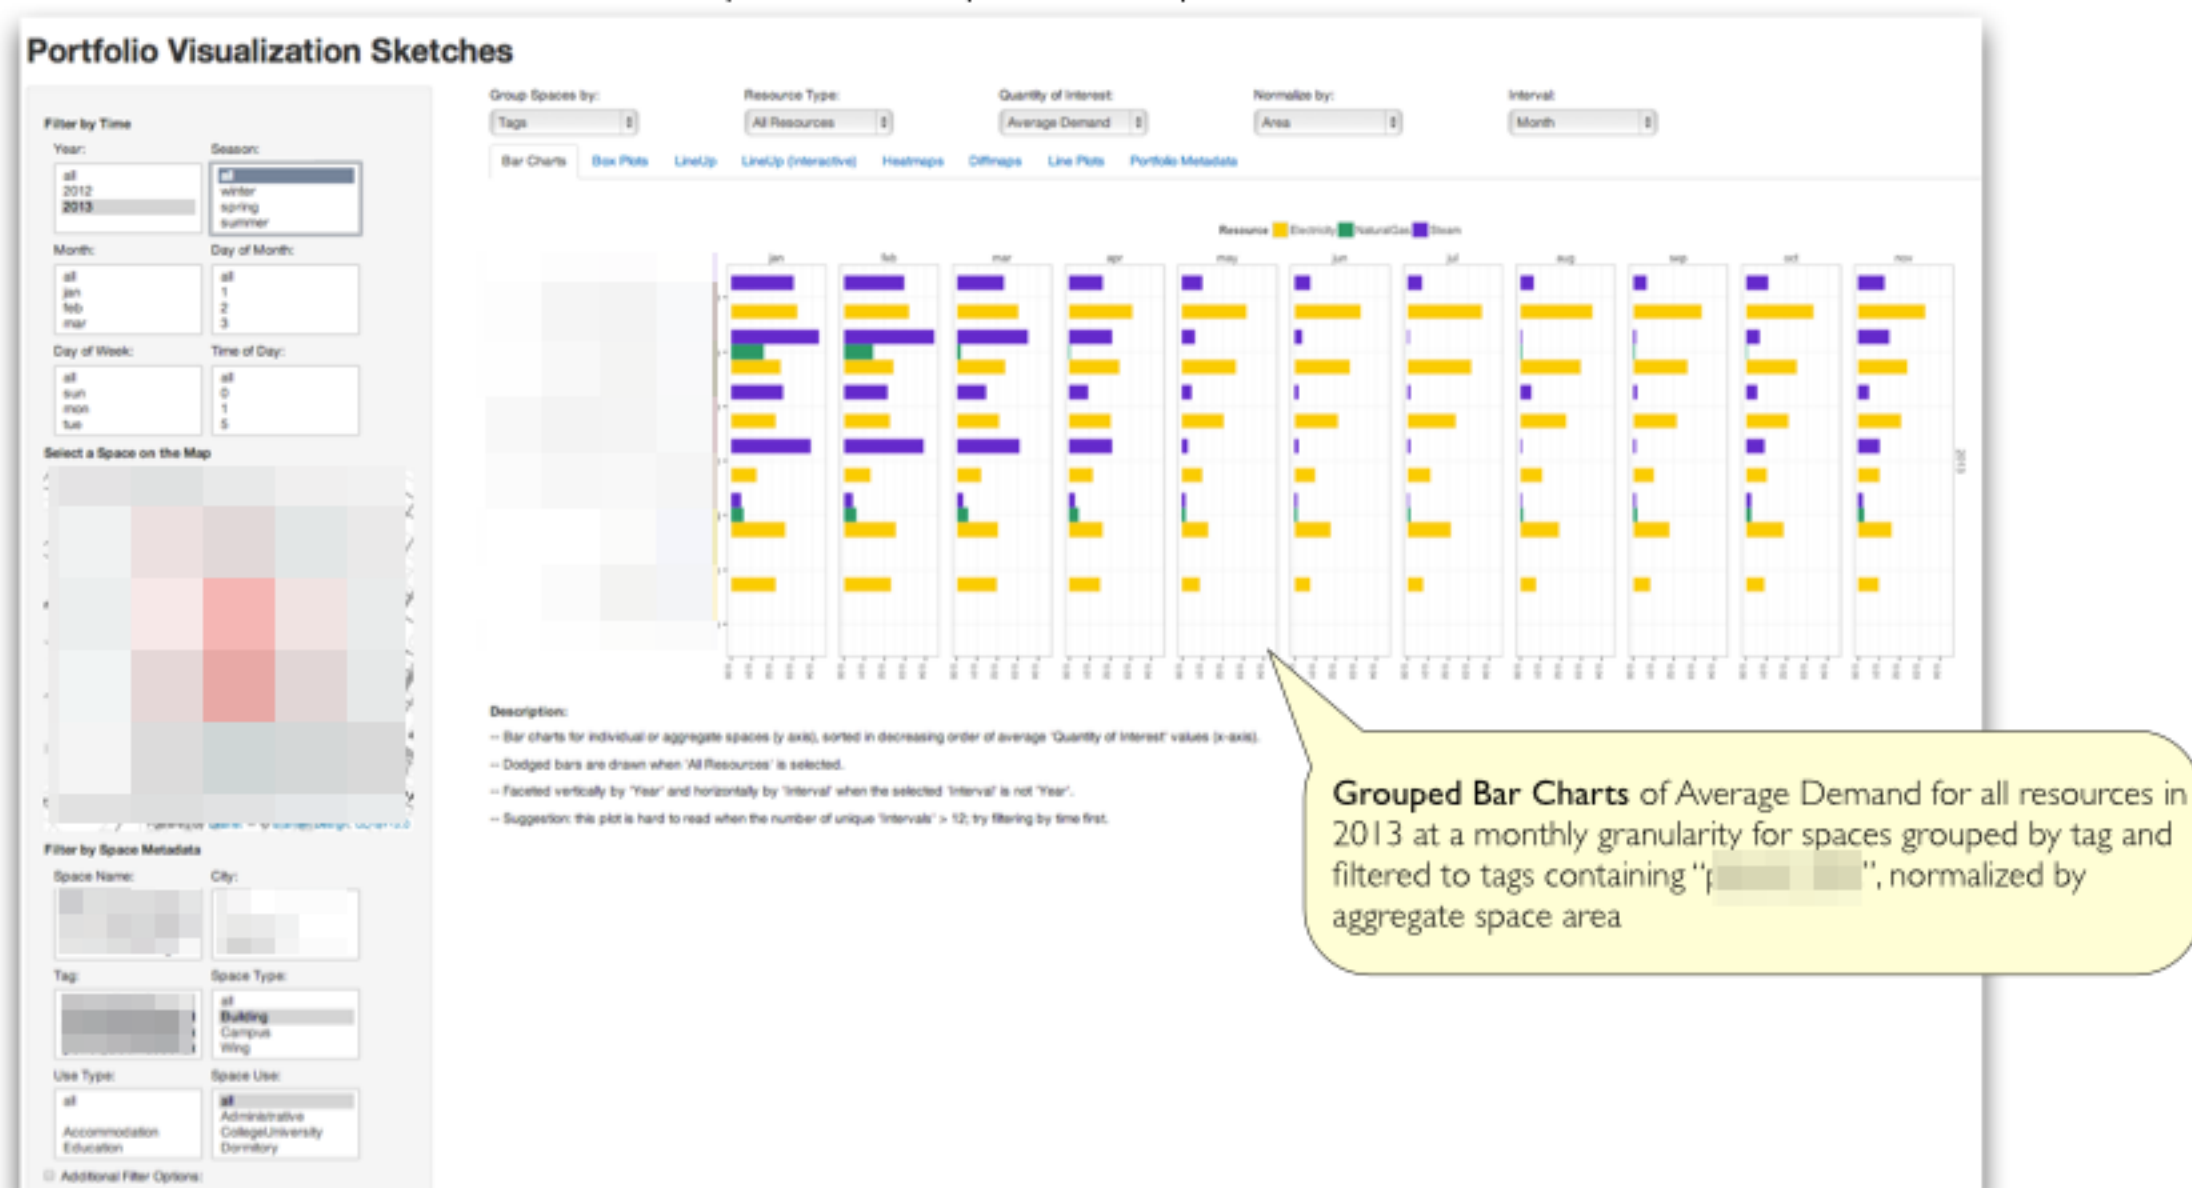 Portfolio Visualization Sketches
Group Spaces by: Resource Type: Quantity of Interest: Normalize by: Interval:
Tags All Resources Average Demand Area Month
Bar Charts Box Plots LineUp LineUp (Interactive) Heatmaps Diffmaps Line Plots Portfolio Metadata
Filter by Time
Year: Season:
all all
2012 winter
2013 spring
summer
Month: Day of Month:
all all
jan 1
feb 2
mar 3
Day of Week: Time of Day:
all all
sun 0
mon 1
tue 5
Select a Space on the Map
Filter by Space Metadata
Space Name: City:
Tag: Space Type:
all
Building
Campus
Wing
Use Type: Space Use:
all all
Administrative
Accommodation CollegeUniversity
Education Dormitory
Additional Filter Options:
Resource Electricity NaturalGas Steam
jan feb mar apr may jun jul aug sep oct nov
2013
Description:
-- Bar charts for individual or aggregate spaces (y axis), sorted in decreasing order of average 'Quantity of Interest' values (x-axis).
-- Dodged bars are drawn when 'All Resources' is selected.
-- Faceted vertically by 'Year' and horizontally by 'Interval' when the selected 'Interval' is not 'Year'.
-- Suggestion: this plot is hard to read when the number of unique 'Intervals' > 12; try filtering by time first.
Grouped Bar Charts of Average Demand for all resources in
2013 at a monthly granularity for spaces grouped by tag and
filtered to tags containing “ ”, normalized by
aggregate space area